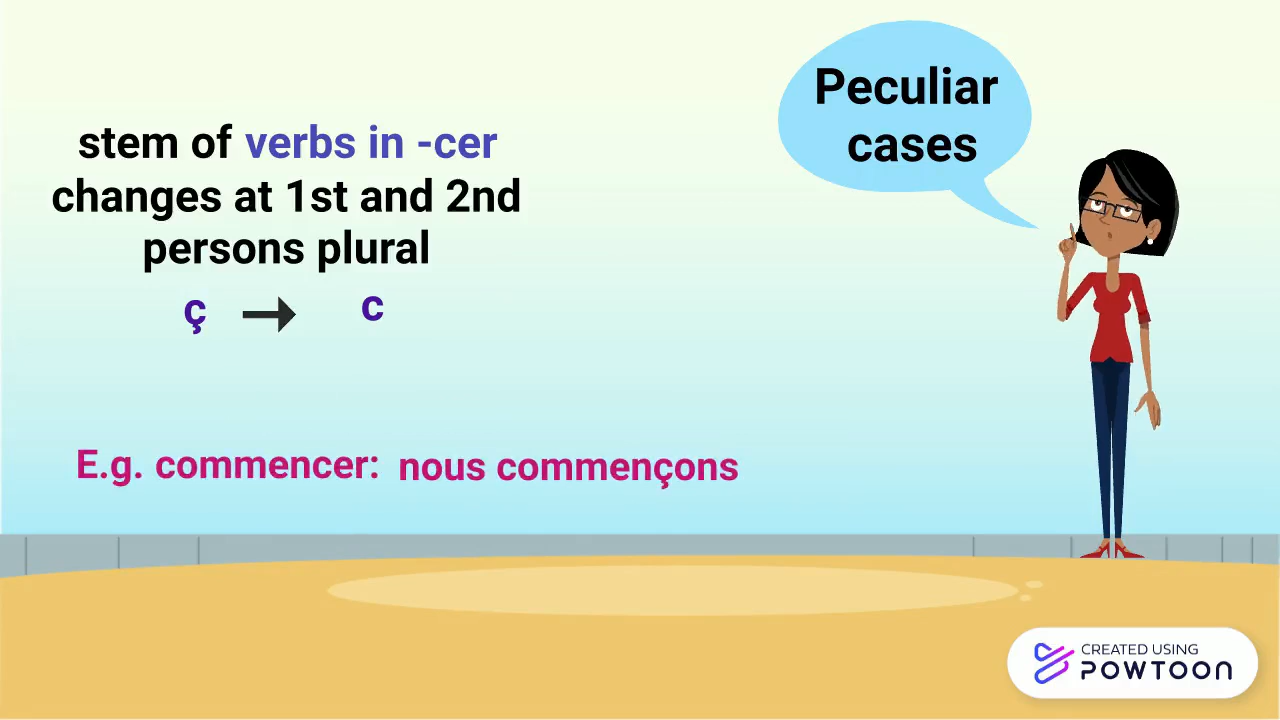 Peculiar
cases
stem of verbs in -cer
changes at 1st and 2nd
persons plural
ç → c
E.g. commencer: nous commençons
CREATED USING
POWTOON